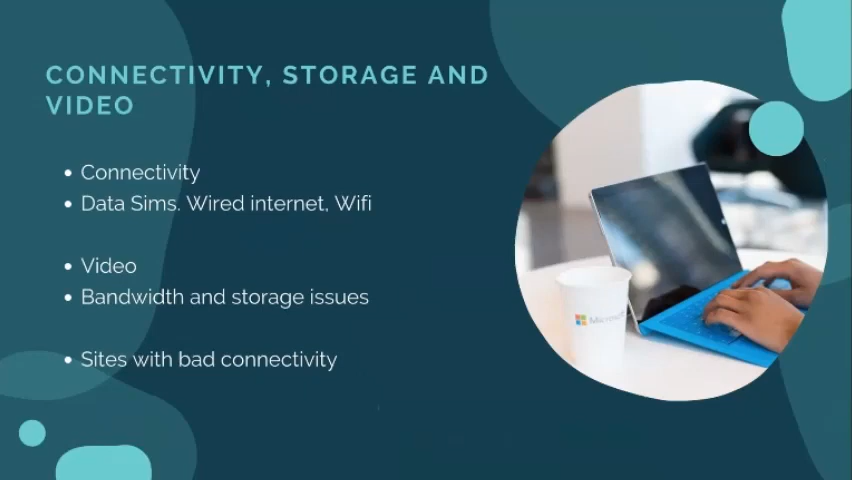 CONNECTIVITY, STORAGE AND
VIDEO
Connectivity
Data Sims. Wired internet, Wifi
Video
Bandwidth and storage issues
Sites with bad connectivity
Microsoft